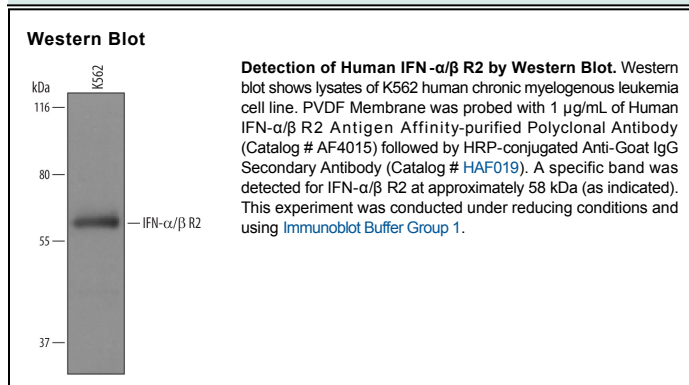 Western Blot
kDa
K562
116
80
IFN-α/β R2
55
37
Detection of Human IFN-α/β R2 by Western Blot. Western
blot shows lysates of K562 human chronic myelogenous leukemia
cell line. PVDF Membrane was probed with 1 µg/mL of Human
IFN-α/β R2 Antigen Affinity-purified Polyclonal Antibody
(Catalog # AF4015) followed by HRP-conjugated Anti-Goat IgG
Secondary Antibody (Catalog # HAF019). A specific band was
detected for IFN-α/β R2 at approximately 58 kDa (as indicated).
This experiment was conducted under reducing conditions and
using Immunoblot Buffer Group 1.